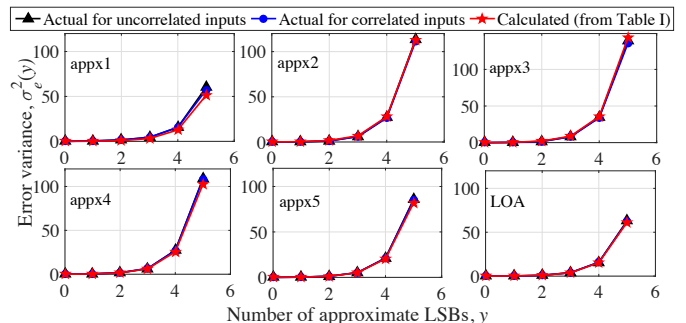 Actual for uncorrelated inputs Actual for correlated inputs Calculated (from Table I)
Error variance, σ²ₑ(y)
appx1
100
50
0
0 2 4 6
appx2
100
50
0
0 2 4 6
appx3
100
50
0
0 2 4 6
appx4
100
50
0
0 2 4 6
appx5
100
50
0
0 2 4 6
LOA
100
50
0
0 2 4 6
Number of approximate LSBs, y